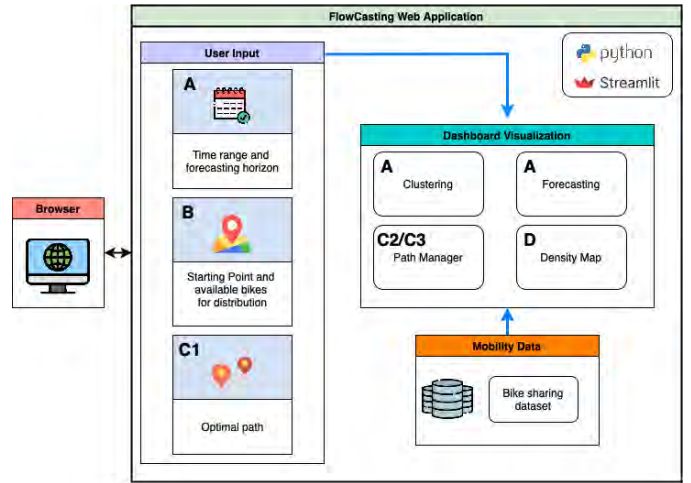 FlowCasting Web Application
User Input
python
Streamlit
A
Time range and
forecasting horizon
B
Starting Point and
available bikes
for distribution
C1
Optimal path
Browser
Dashboard Visualization
A
Clustering
A
Forecasting
C2/C3
Path Manager
D
Density Map
Mobility Data
Bike sharing
dataset